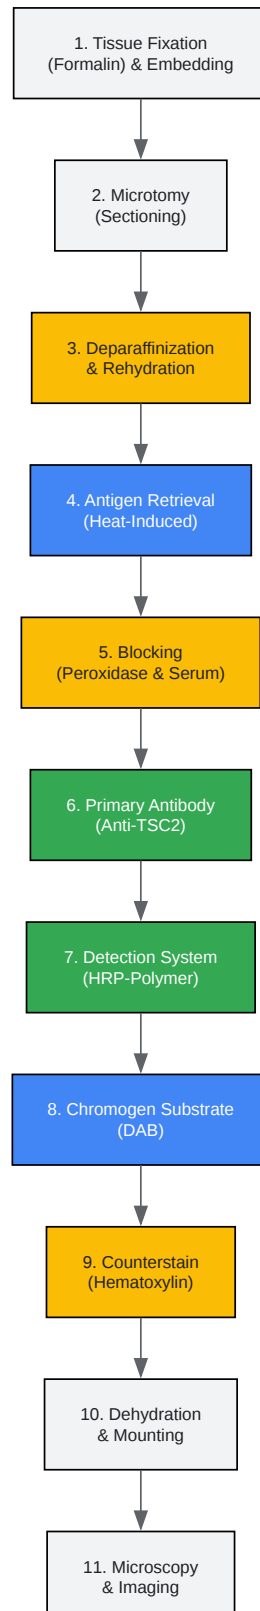 1. Tissue Fixation
(Formalin) & Embedding
2. Microtomy
(Sectioning)
3. Deparaffinization
& Rehydration
4. Antigen Retrieval
(Heat-Induced)
5. Blocking
(Peroxidase & Serum)
6. Primary Antibody
(Anti-TSC2)
7. Detection System
(HRP-Polymer)
8. Chromogen Substrate
(DAB)
9. Counterstain
(Hematoxylin)
10. Dehydration
& Mounting
11. Microscopy
& Imaging